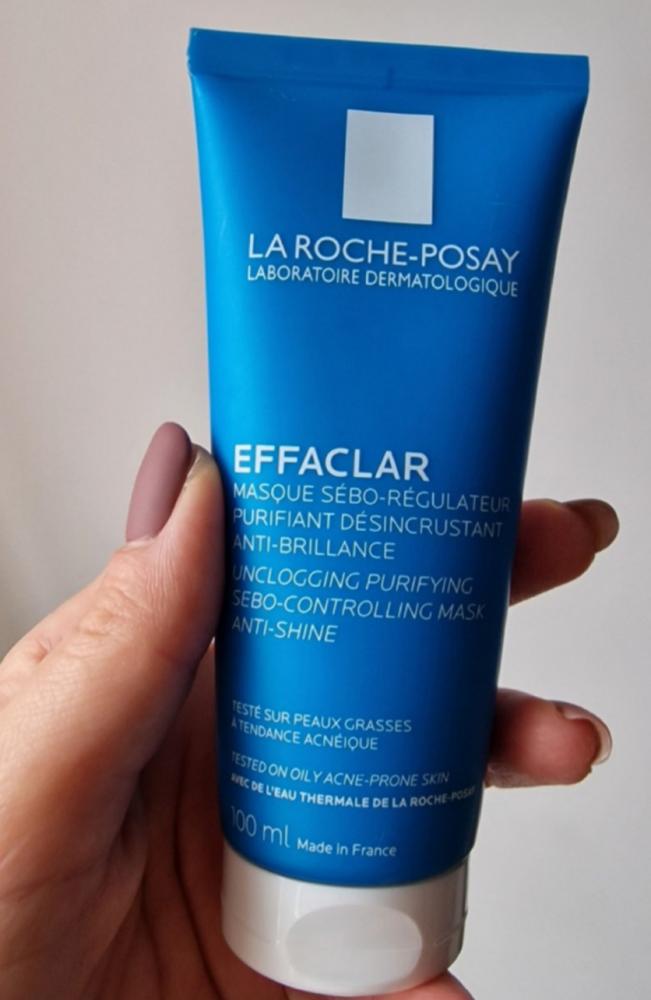 LA ROCHE-POSAY
LABORATOIRE DERMATOLOGIQUE
EFFACLAR
MASQUE SÉBO-RÉGULATEUR
PURIFIANT DÉSINCRUSTANT
ANTI-BRILLANCE
UNCLOGGING PURIFYING
SEBO-CONTROLLING MASK
ANTI-SHINE
TESTÉ SUR PEAUX GRASSES
À TENDANCE ACNÉIQUE
TESTED ON OILY ACNE-PRONE SKIN
AVEC DE L'EAU THERMALE DE LA ROCHE-POSAY
100 ml Made in France